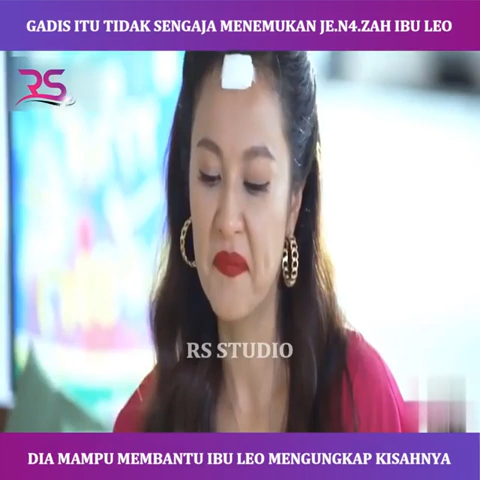 GADIS ITU TIDAK SENGAJA MENEMUKAN JE.N4.ZAH IBU LEO
RS
RS STUDIO
DIA MAMPU MEMBANTU IBU LEO MENGUNGKAP KISAHNYA